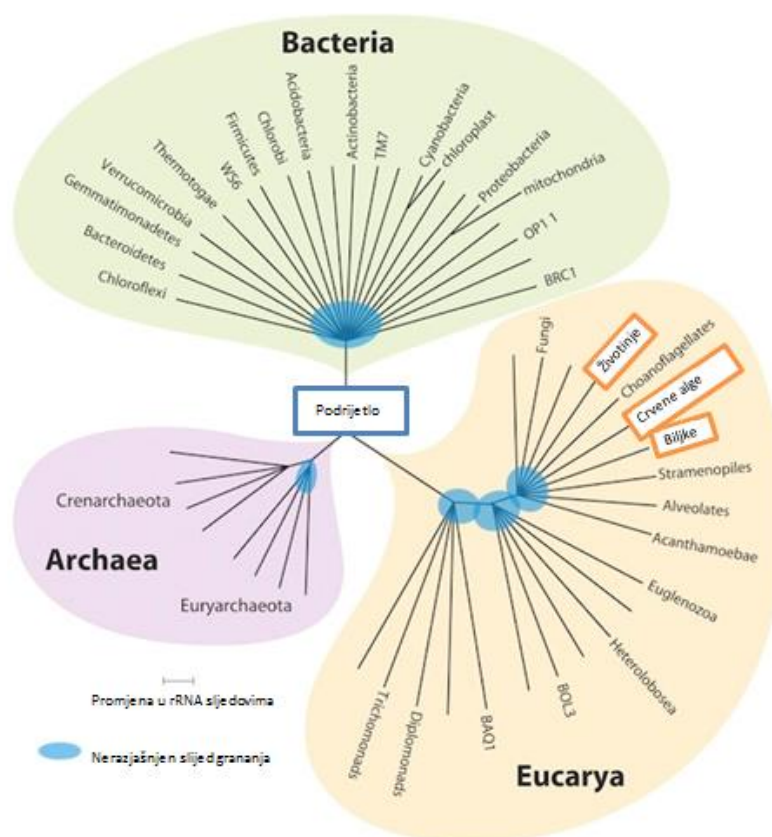 Bacteria
Chloroflexi
Bacteroidetes
Gemmatimonadetes
Verrucomicrobia
Thermotogae
WS6
Firmicutes
Chlorobi
Acidobacteria
Actinobacteria
TM7
Cyanobacteria
chloroplast
Proteobacteria
mitochondria
OP1 1
BRC1
Podrijetlo
Fungi
Životinje
Choanoflagellates
Crvene alge
Biljke
Stramenopiles
Alveolates
Acanthamoebae
Euglenozoa
Heterolobosea
BOL3
BAQ1
Diplomonads
Trichomonads
Eucarya
Crenarchaeota
Archaea
Euryarchaeota
Promjena u rRNA sljedovima
Nerazjašnjen slijed grananja